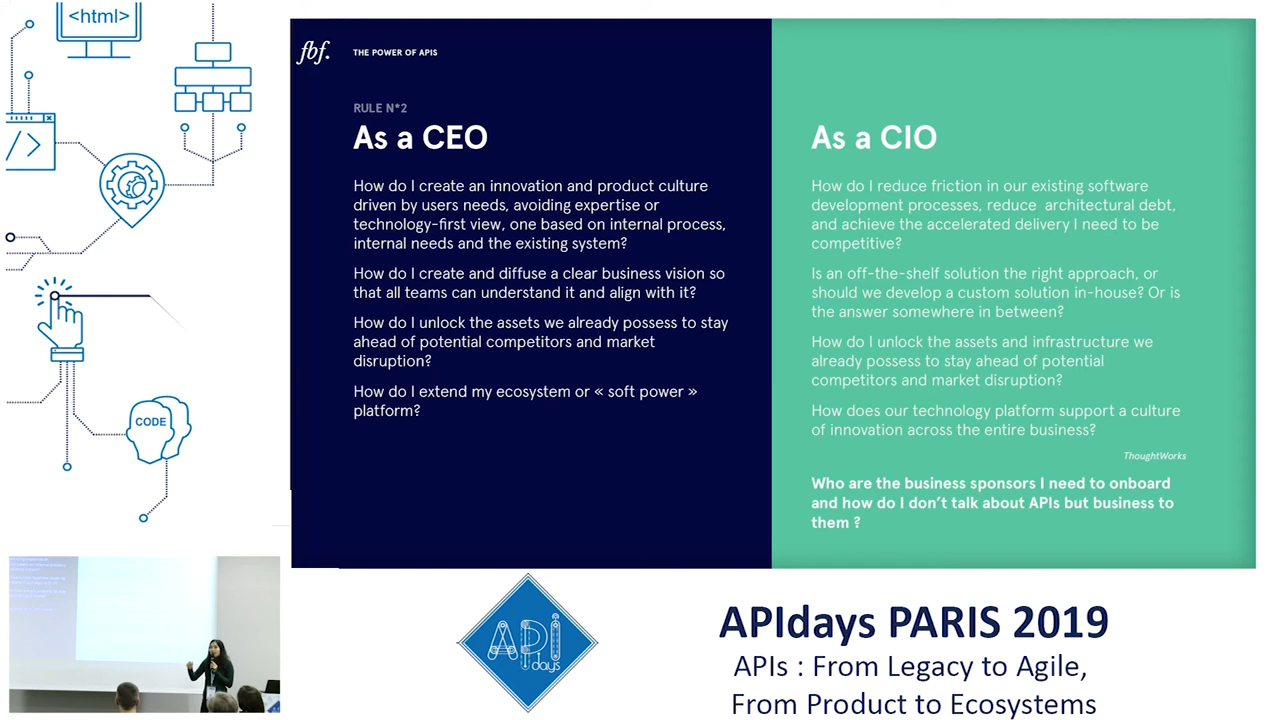 <html>
</>
CODE
fbf.
THE POWER OF APIS
RULE N°2
As a CEO
How do I create an innovation and product culture
driven by users needs, avoiding expertise or
technology-first view, one based on internal process,
internal needs and the existing system?
How do I create and diffuse a clear business vision so
that all teams can understand it and align with it?
How do I unlock the assets we already possess to stay
ahead of potential competitors and market
disruption?
How do I extend my ecosystem or « soft power »
platform?
As a CIO
How do I reduce friction in our existing software
development processes, reduce architectural debt,
and achieve the accelerated delivery I need to be
competitive?
Is an off-the-shelf solution the right approach, or
should we develop a custom solution in-house? Or is
the answer somewhere in between?
How do I unlock the assets and infrastructure we
already possess to stay ahead of potential
competitors and market disruption?
How does our technology platform support a culture
of innovation across the entire business?
ThoughtWorks
Who are the business sponsors I need to onboard
and how do I don't talk about APIs but business to
them ?
API
days
APIdays PARIS 2019
APIs : From Legacy to Agile,
From Product to Ecosystems